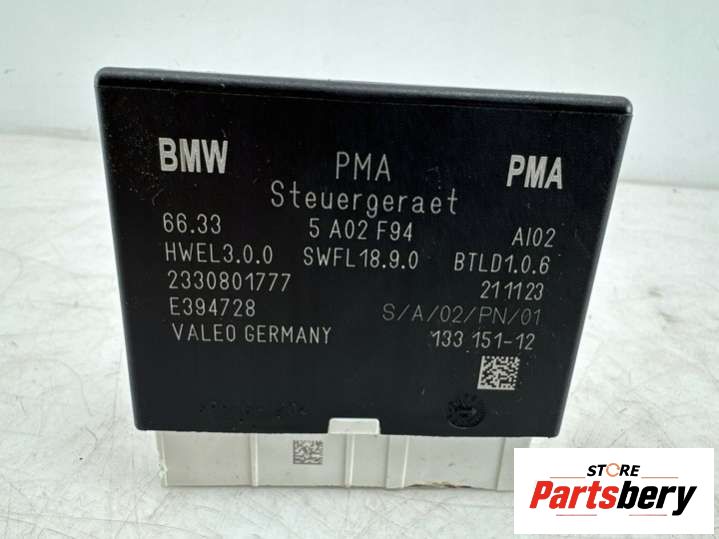 BMW PMA PMA
Steuergeraet
66.33 5 A02 F94 AI02
HWEL3.0.0 SWFL18.9.0 BTLD1.0.6
2330801777 211123
E394728 S/A/02/PN/01
VALEO GERMANY 133 151-12
STORE
Partsbery